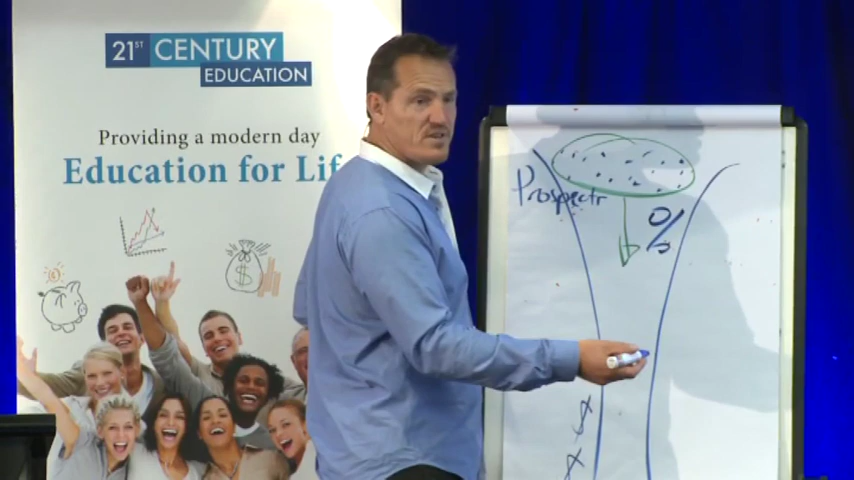 21ST CENTURY
EDUCATION
Providing a modern day
Education for Lif
$
Prospectr
%